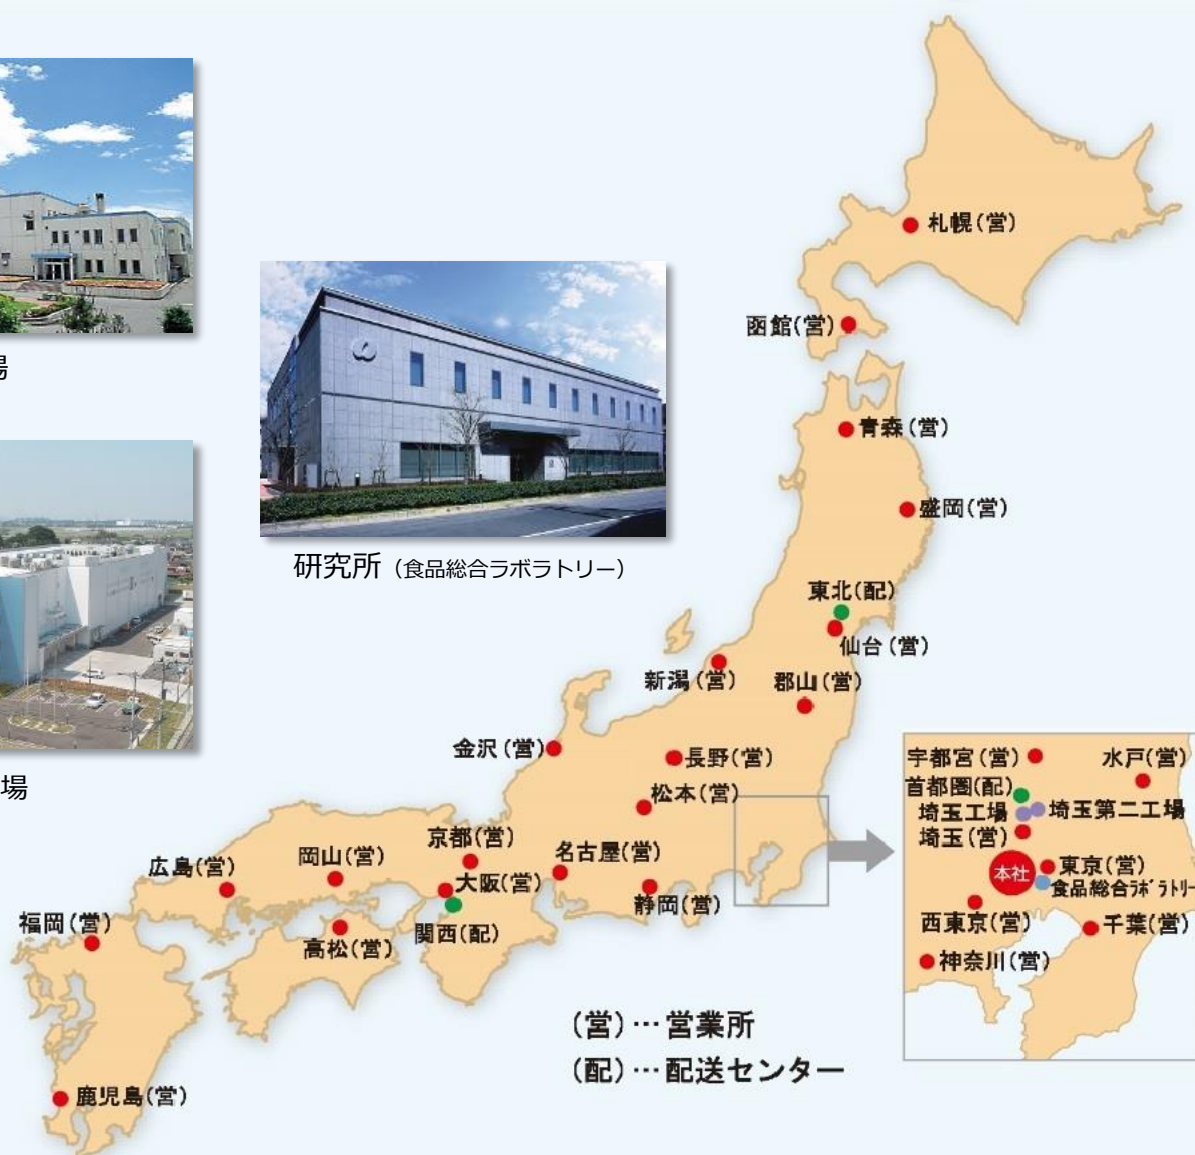 場
場
研究所（食品総合ラボラトリー）
札幌(営)
函館(営)
青森(営)
盛岡(営)
東北(配)
仙台(営)
新潟(営)
郡山(営)
金沢(営)
長野(営)
松本(営)
京都(営)
名古屋(営)
広島(営)
岡山(営)
大阪(営)
静岡(営)
福岡(営)
高松(営)
関西(配)
鹿児島(営)
宇都宮(営)
水戸(営)
首都圏(配)
埼玉工場
埼玉第二工場
埼玉(営)
本社
東京(営)
食品総合ﾗﾎﾞﾗﾄﾘｰ
西東京(営)
千葉(営)
神奈川(営)
(営)…営業所
(配)…配送センター